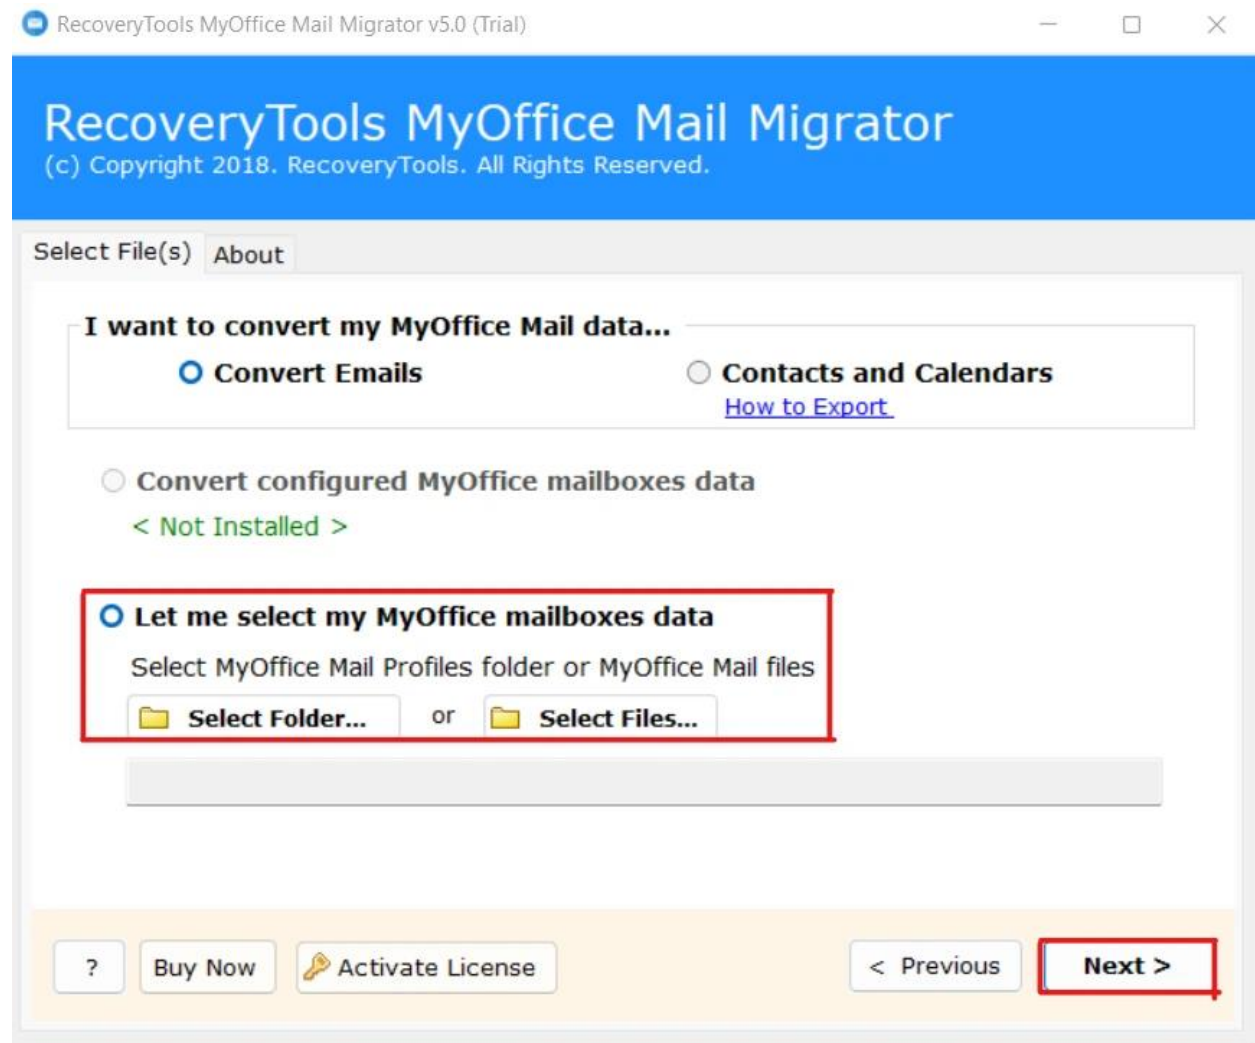 RecoveryTools MyOffice Mail Migrator v5.0 (Trial)
RecoveryTools MyOffice Mail Migrator
(c) Copyright 2018. RecoveryTools. All Rights Reserved.
Select File(s) About
I want to convert my MyOffice Mail data...
Convert Emails Contacts and Calendars
How to Export
Convert configured MyOffice mailboxes data
< Not Installed >
Let me select my MyOffice mailboxes data
Select MyOffice Mail Profiles folder or MyOffice Mail files
Select Folder... or Select Files...
? Buy Now Activate License < Previous Next >